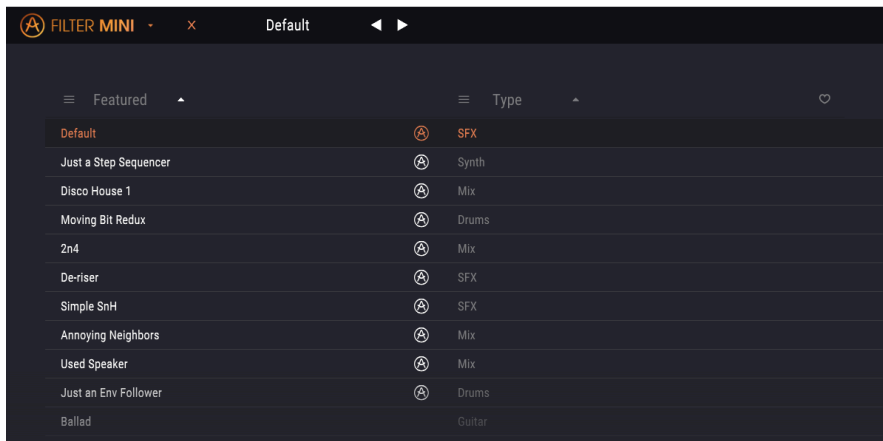 FILTER MINI Default
Featured Type
Default SFX
Just a Step Sequencer Synth
Disco House 1 Mix
Moving Bit Redux Drums
2n4 Mix
De-riser SFX
Simple SnH SFX
Annoying Neighbors Mix
Used Speaker Mix
Just an Env Follower Drums
Ballad Guitar